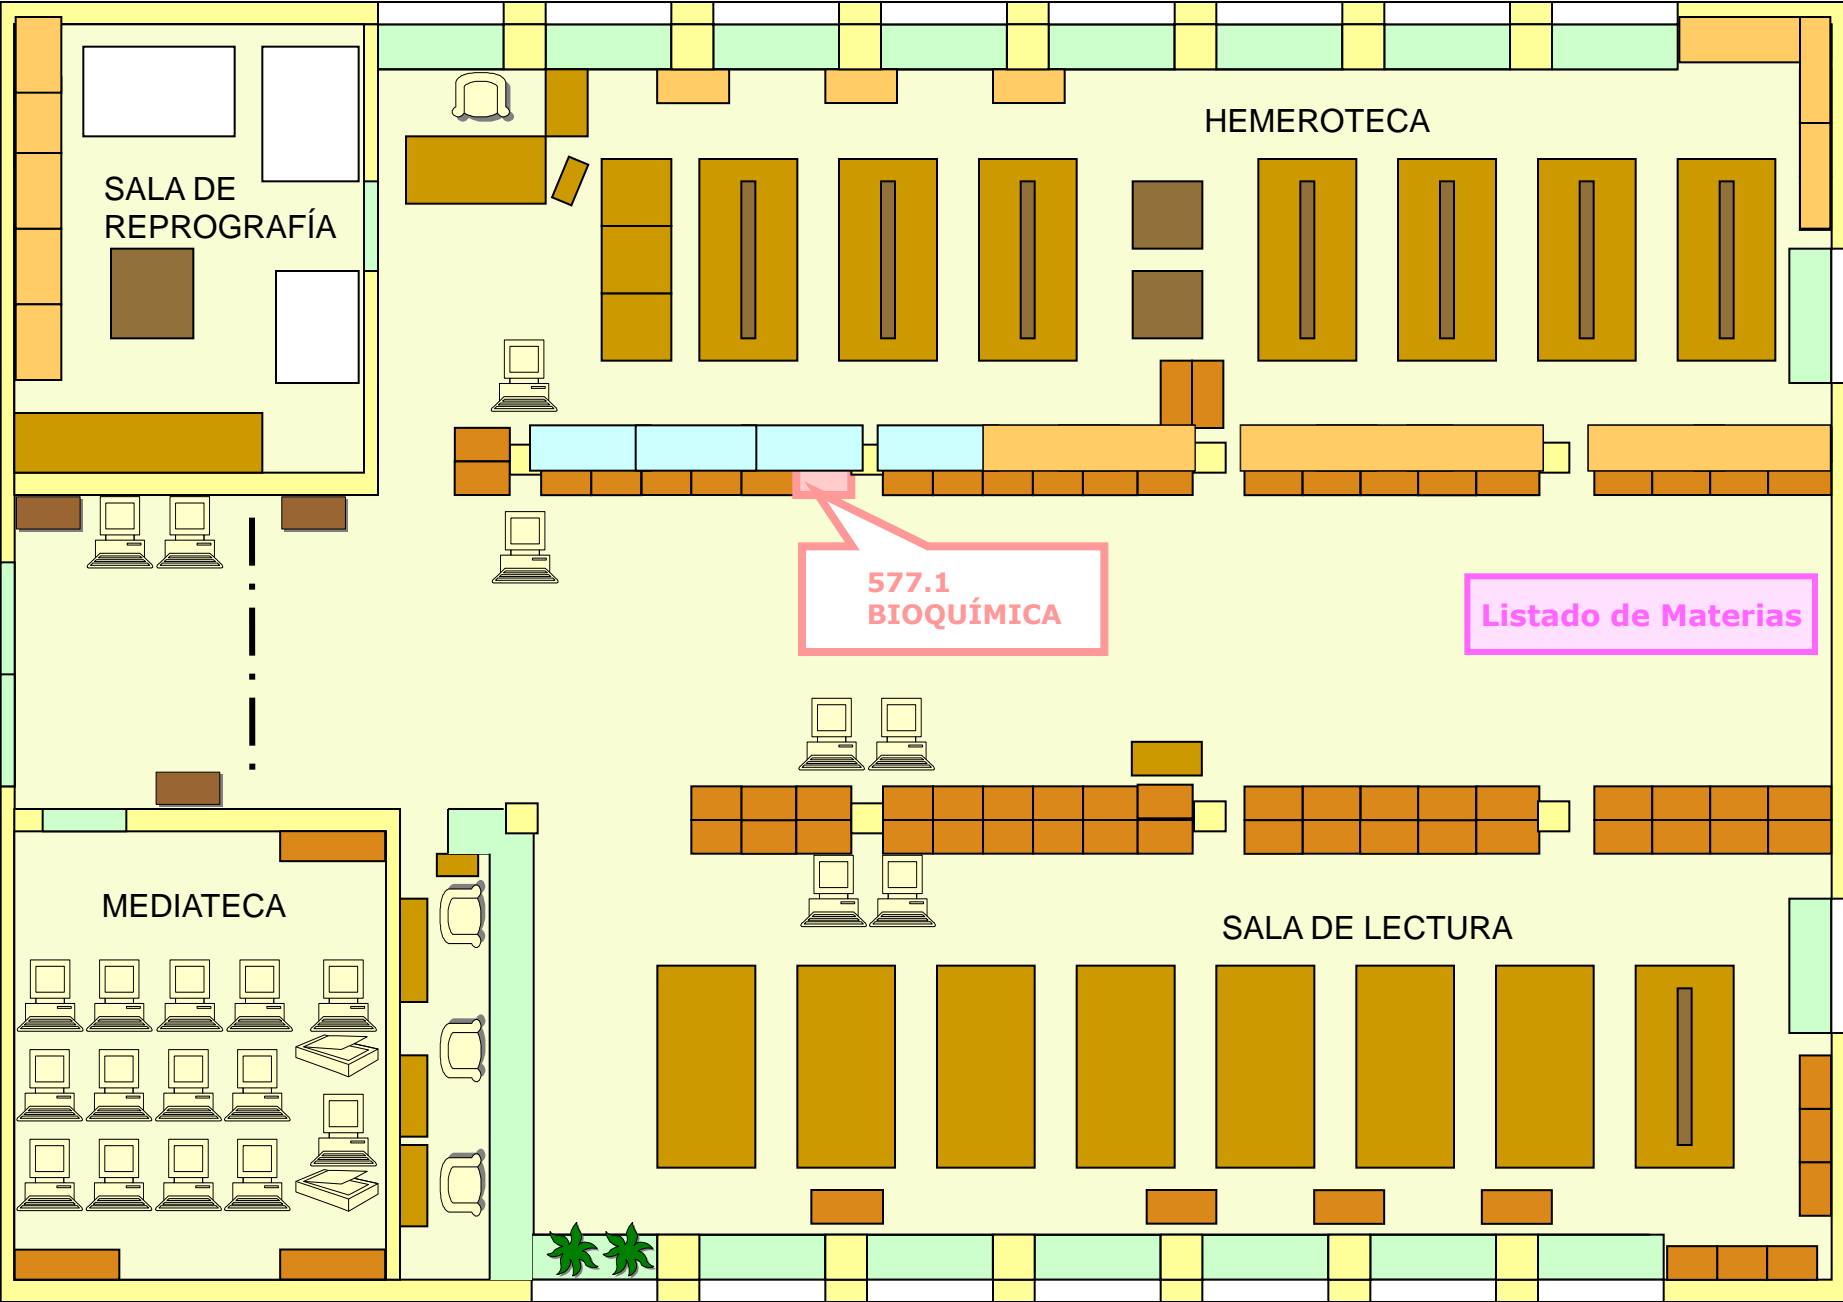 HEMEROTECA
SALA DE
REPROGRAFÍA
577.1
BIOQUÍMICA
Listado de Materias
MEDIATECA
SALA DE LECTURA